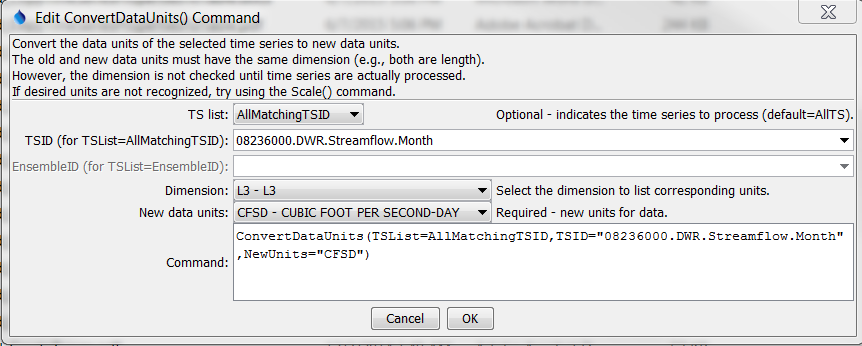 Edit ConvertDataUnits() Command
Convert the data units of the selected time series to new data units.
The old and new data units must have the same dimension (e.g., both are length).
However, the dimension is not checked until time series are actually processed.
If desired units are not recognized, try using the Scale() command.
TS list: AllMatchingTSID Optional - indicates the time series to process (default=AllTS).
TSID (for TSList=AllMatchingTSID): 08236000.DWR.Streamflow.Month
EnsembleID (for TSList=EnsembleID):
Dimension: L3 - L3 Select the dimension to list corresponding units.
New data units: CFSD - CUBIC FOOT PER SECOND-DAY Required - new units for data.
Command: ConvertDataUnits(TSList=AllMatchingTSID,TSID="08236000.DWR.Streamflow.Month"
,NewUnits="CFSD")
Cancel OK